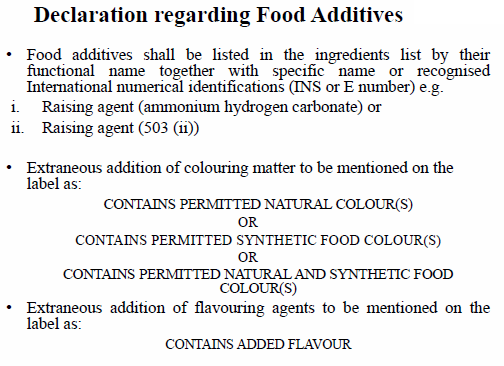 Declaration regarding Food Additives
• Food additives shall be listed in the ingredients list by their
functional name together with specific name or recognised
International numerical identifications (INS or E number) e.g.
i. Raising agent (ammonium hydrogen carbonate) or
ii. Raising agent (503 (ii))
• Extraneous addition of colouring matter to be mentioned on the
label as:
CONTAINS PERMITTED NATURAL COLOUR(S)
OR
CONTAINS PERMITTED SYNTHETIC FOOD COLOUR(S)
OR
CONTAINS PERMITTED NATURAL AND SYNTHETIC FOOD
COLOUR(S)
• Extraneous addition of flavouring agents to be mentioned on the
label as:
CONTAINS ADDED FLAVOUR